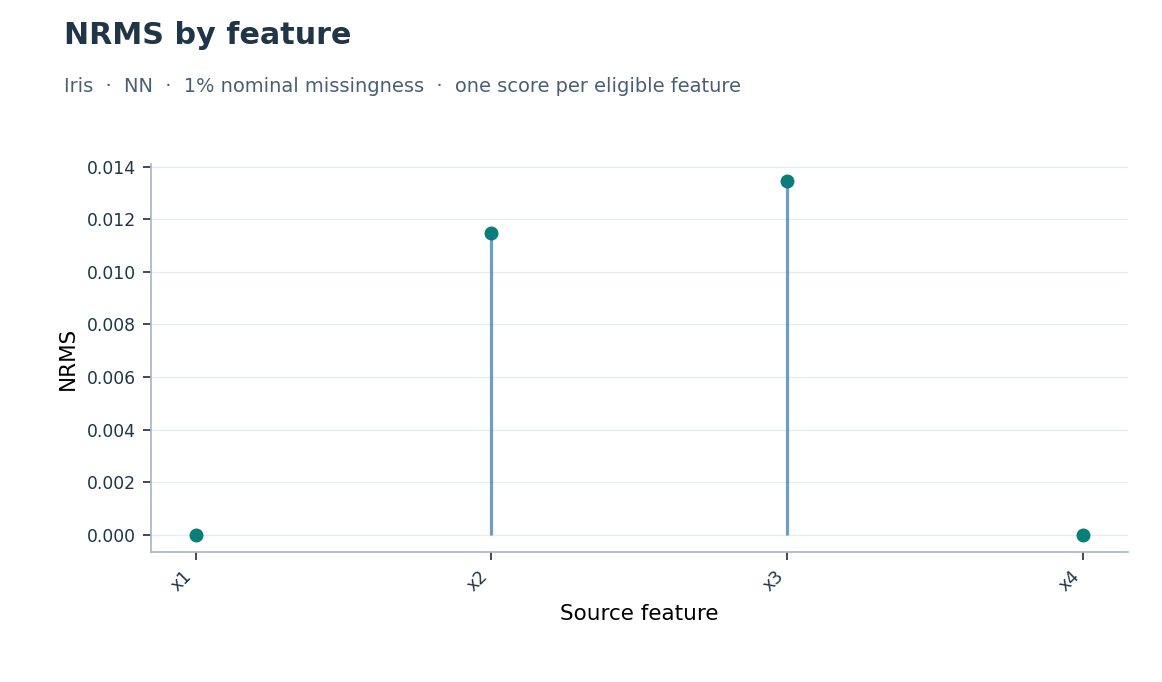 NRMS by feature
Iris · NN · 1% nominal missingness · one score per eligible feature
0.014
0.012
0.010
0.008
0.006
0.004
0.002
0.000
NRMS
x1
x2
x3
x4
Source feature